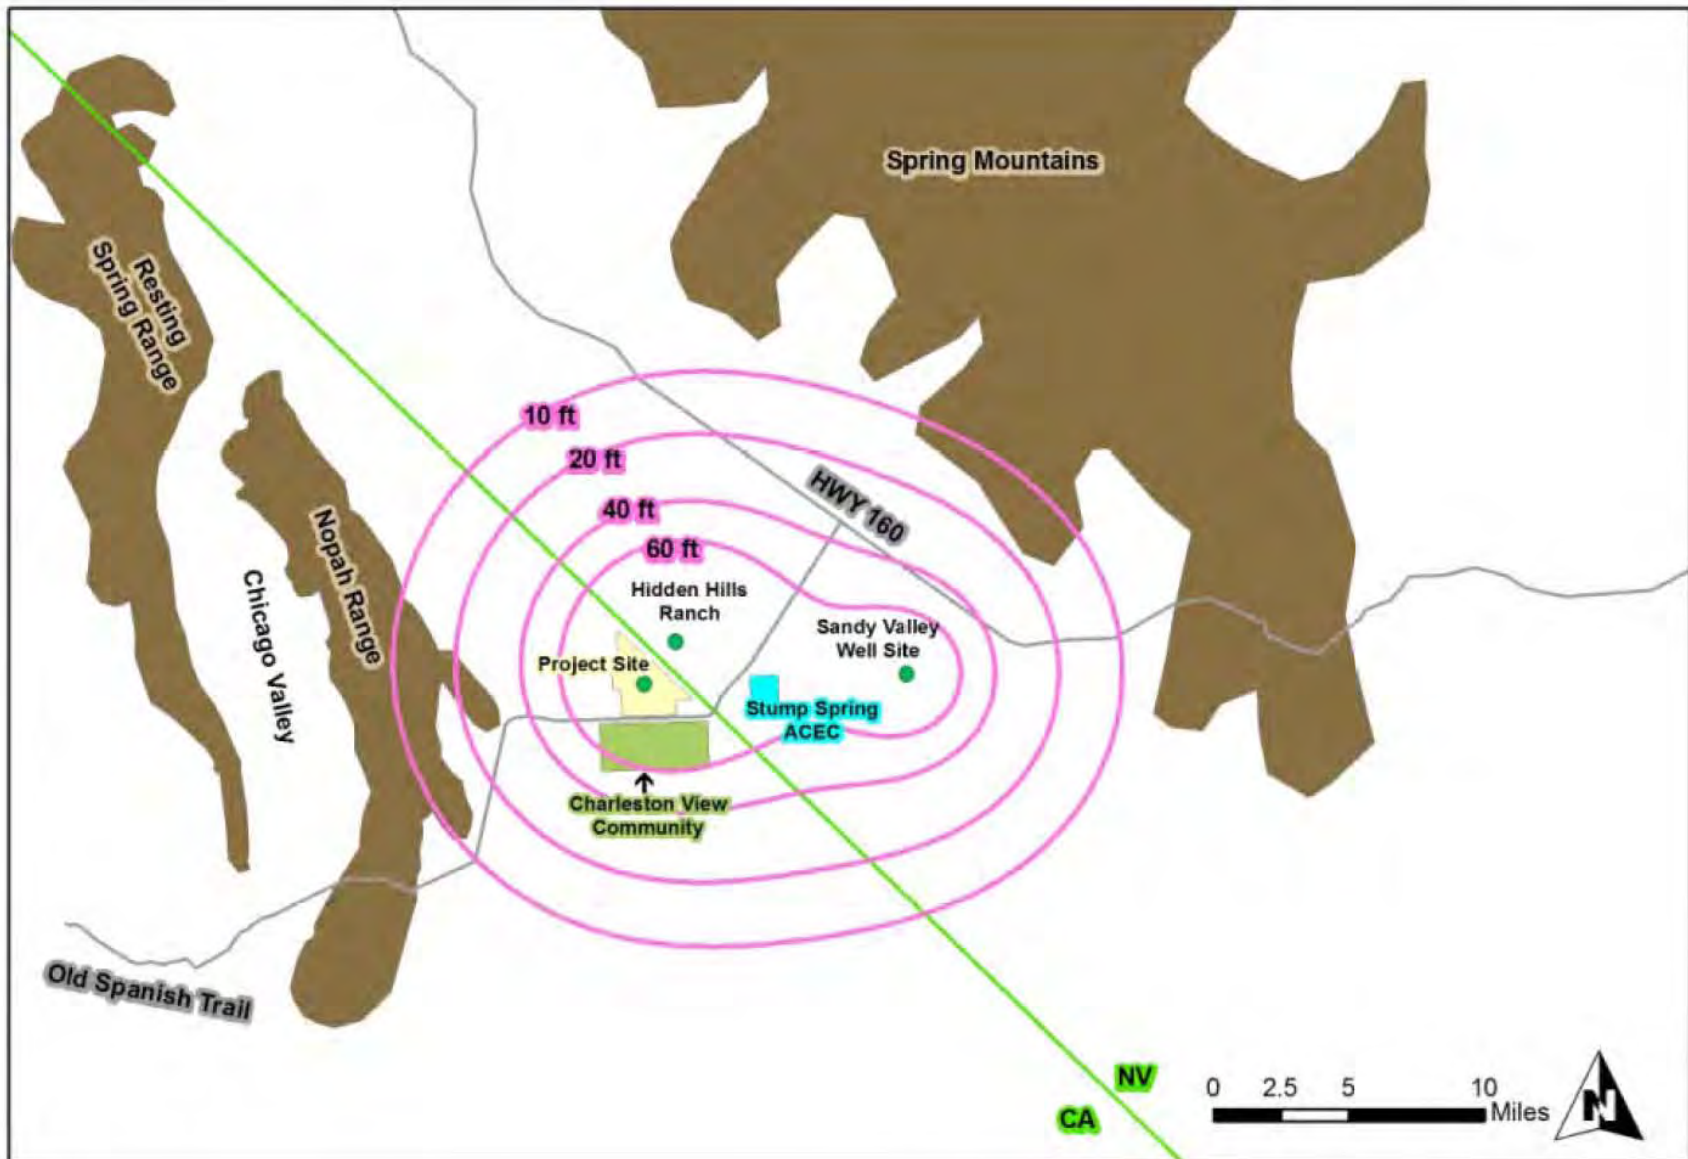 Spring Mountains
Resting
Spring Range
10 ft
20 ft
40 ft
60 ft
HWY 160
Nopah Range
Chicago Valley
Hidden Hills
Ranch
Sandy Valley
Well Site
Project Site
Stump Spring
ACEC
Charleston View
Community
Old Spanish Trail
NV
CA
0 2.5 5 10
Miles
N